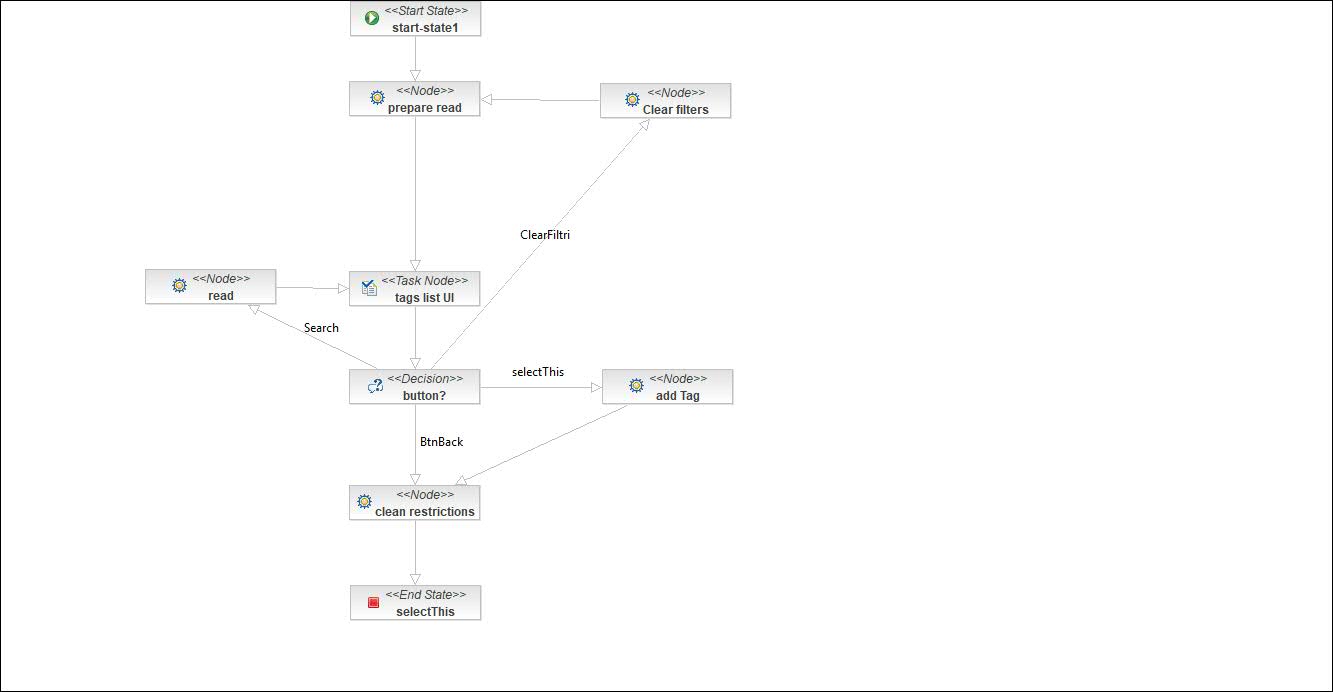 <<Start State>>
start-state1
<<Node>>
prepare read
<<Node>>
Clear filters
ClearFiltri
<<Node>>
read
<<Task Node>>
tags list UI
Search
<<Decision>>
button?
selectThis
<<Node>>
add Tag
BtnBack
<<Node>>
clean restrictions
<<End State>>
selectThis